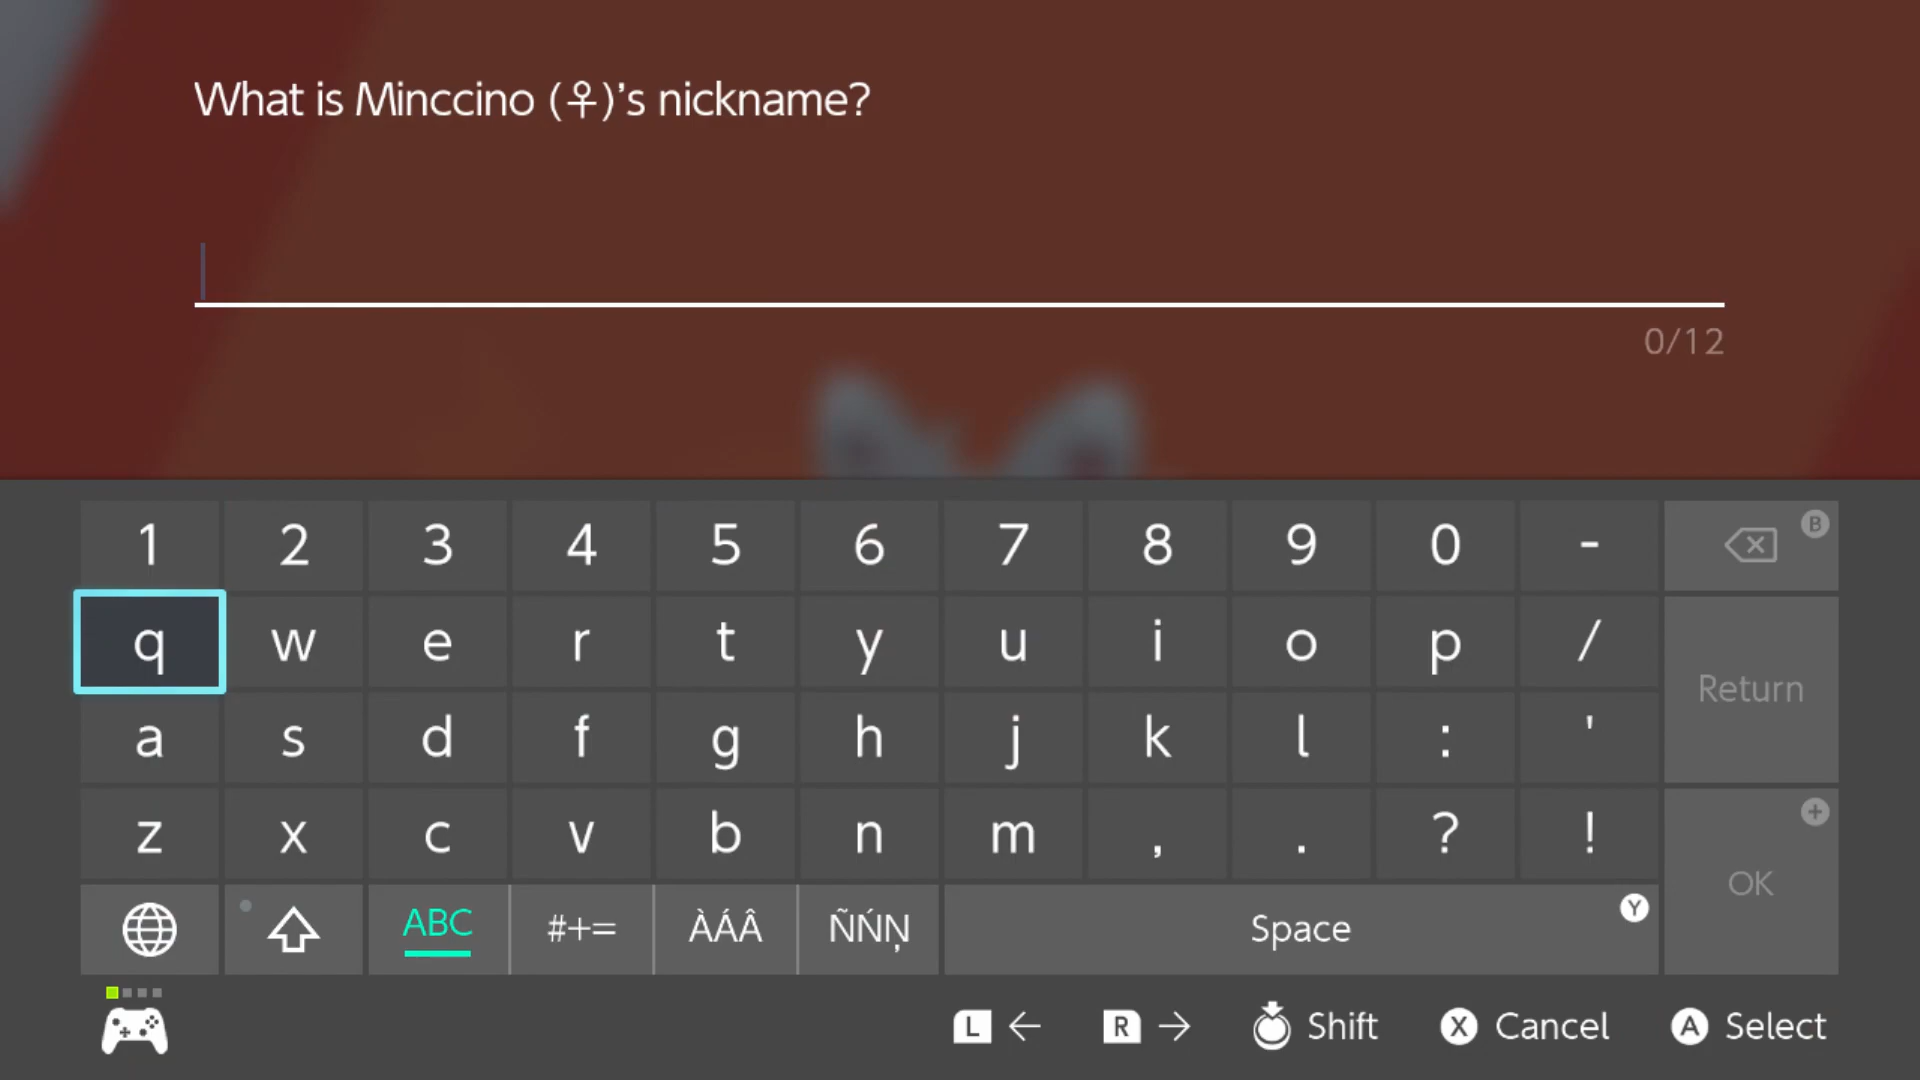 What is Minccino (♀)'s nickname?
0/12
1 2 3 4 5 6 7 8 9 0 - B
q w e r t y u i o p / Return
a s d f g h j k l : '
z x c v b n m , . ? ! + OK
ABC #+= ÀÁÂ ÑŃŅ Space Y
L ← R → Shift X Cancel A Select